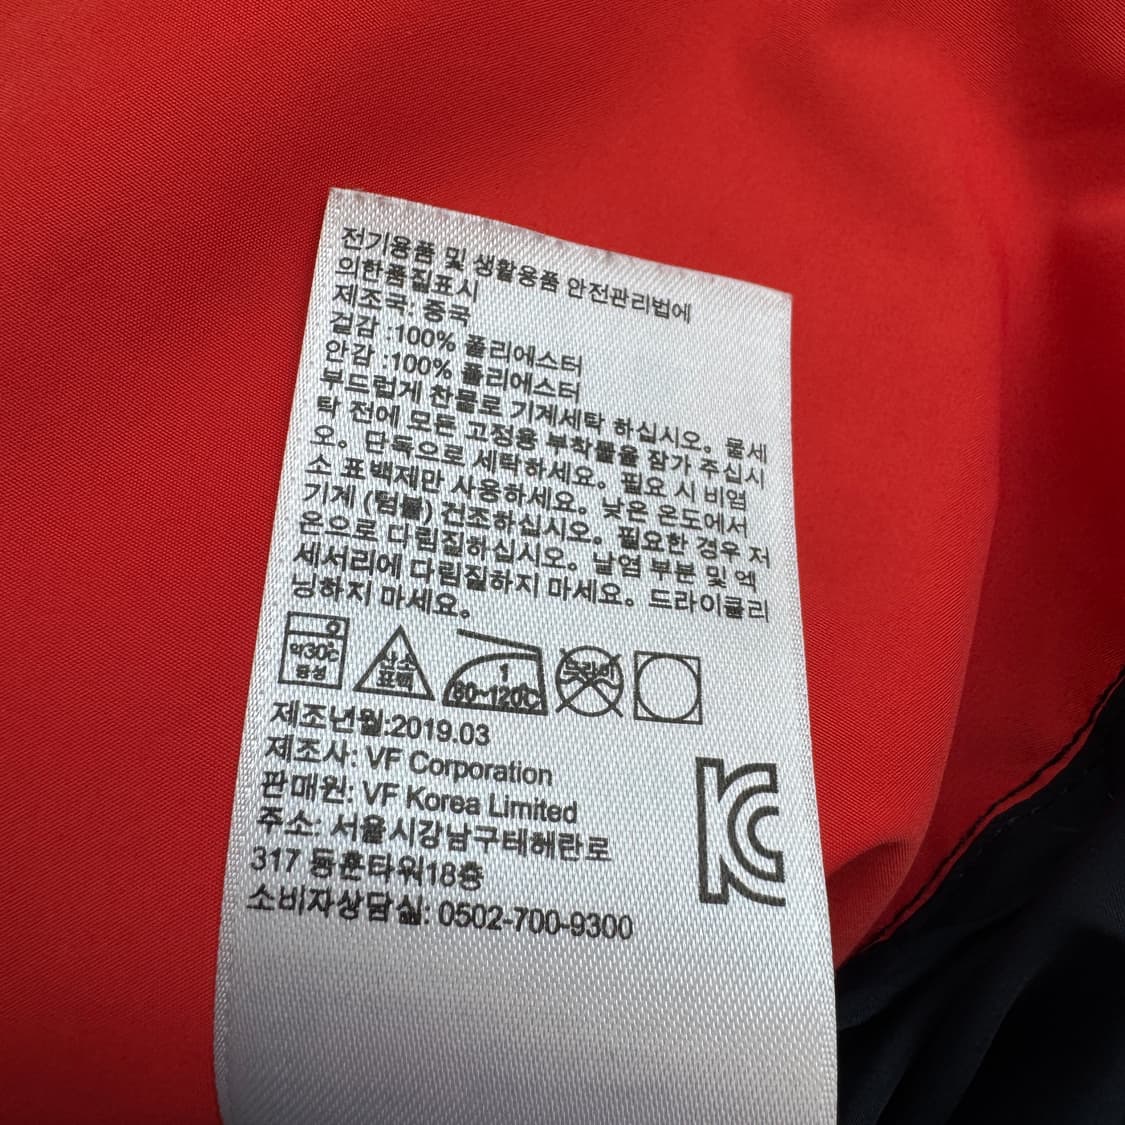 전기용품 및 생활용품 안전관리법에
의한품질표시
제조국: 중국
겉감 :100% 폴리에스터
안감 :100% 폴리에스터
부드럽게 찬물로 기계세탁 하십시오。 물세
탁 전에 모든 고정용 부착물을 잠가 주십시
오。 단독으로 세탁하세요。 필요 시 비염
소 표백제만 사용하세요。 낮은 온도에서
기계 (텀블) 건조하십시오。 필요한 경우 저
온으로 다림질하십시오。 날염 부분 및 엑
세서리에 다림질하지 마세요。 드라이클리
닝하지 마세요。
약30℃
중성
산소
표백
1
80~120℃
드라이
제조년월:2019.03
제조사: VF Corporation
판매원: VF Korea Limited
주소: 서울시강남구테헤란로
317 동훈타워18층
소비자상담실: 0502-700-9300
KC